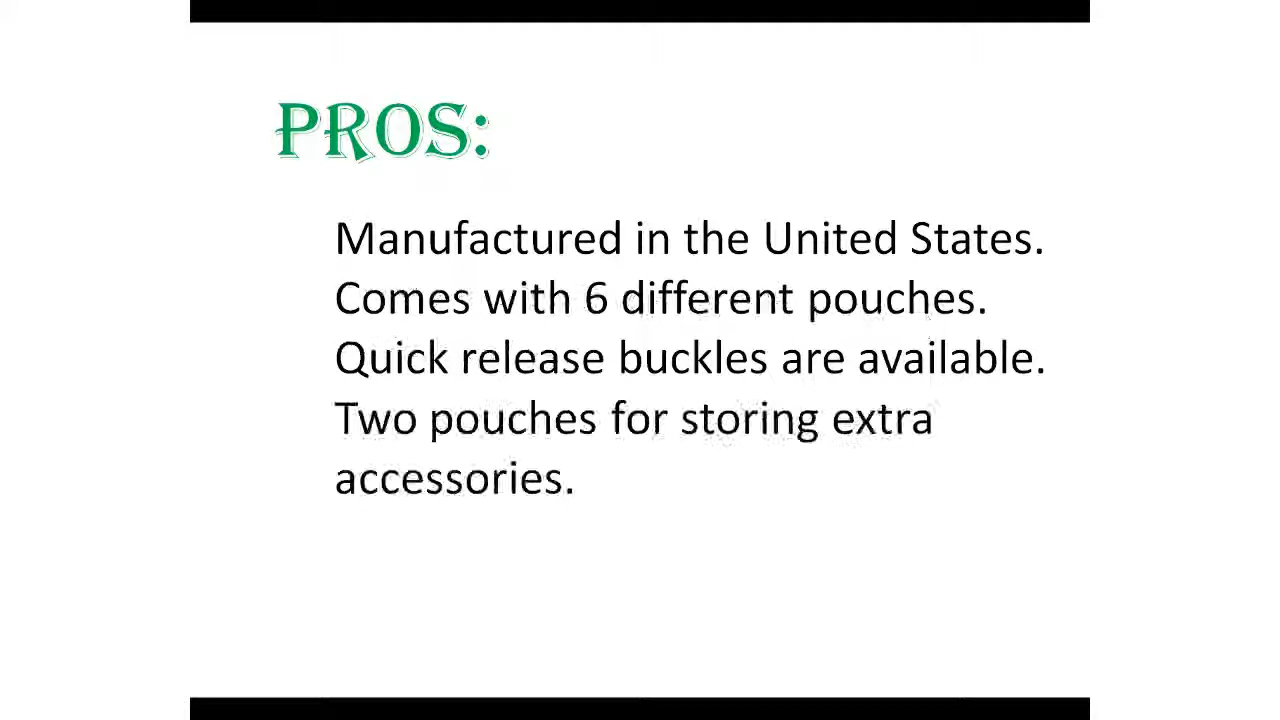 PROS:
Manufactured in the United States.
Comes with 6 different pouches.
Quick release buckles are available.
Two pouches for storing extra
accessories.